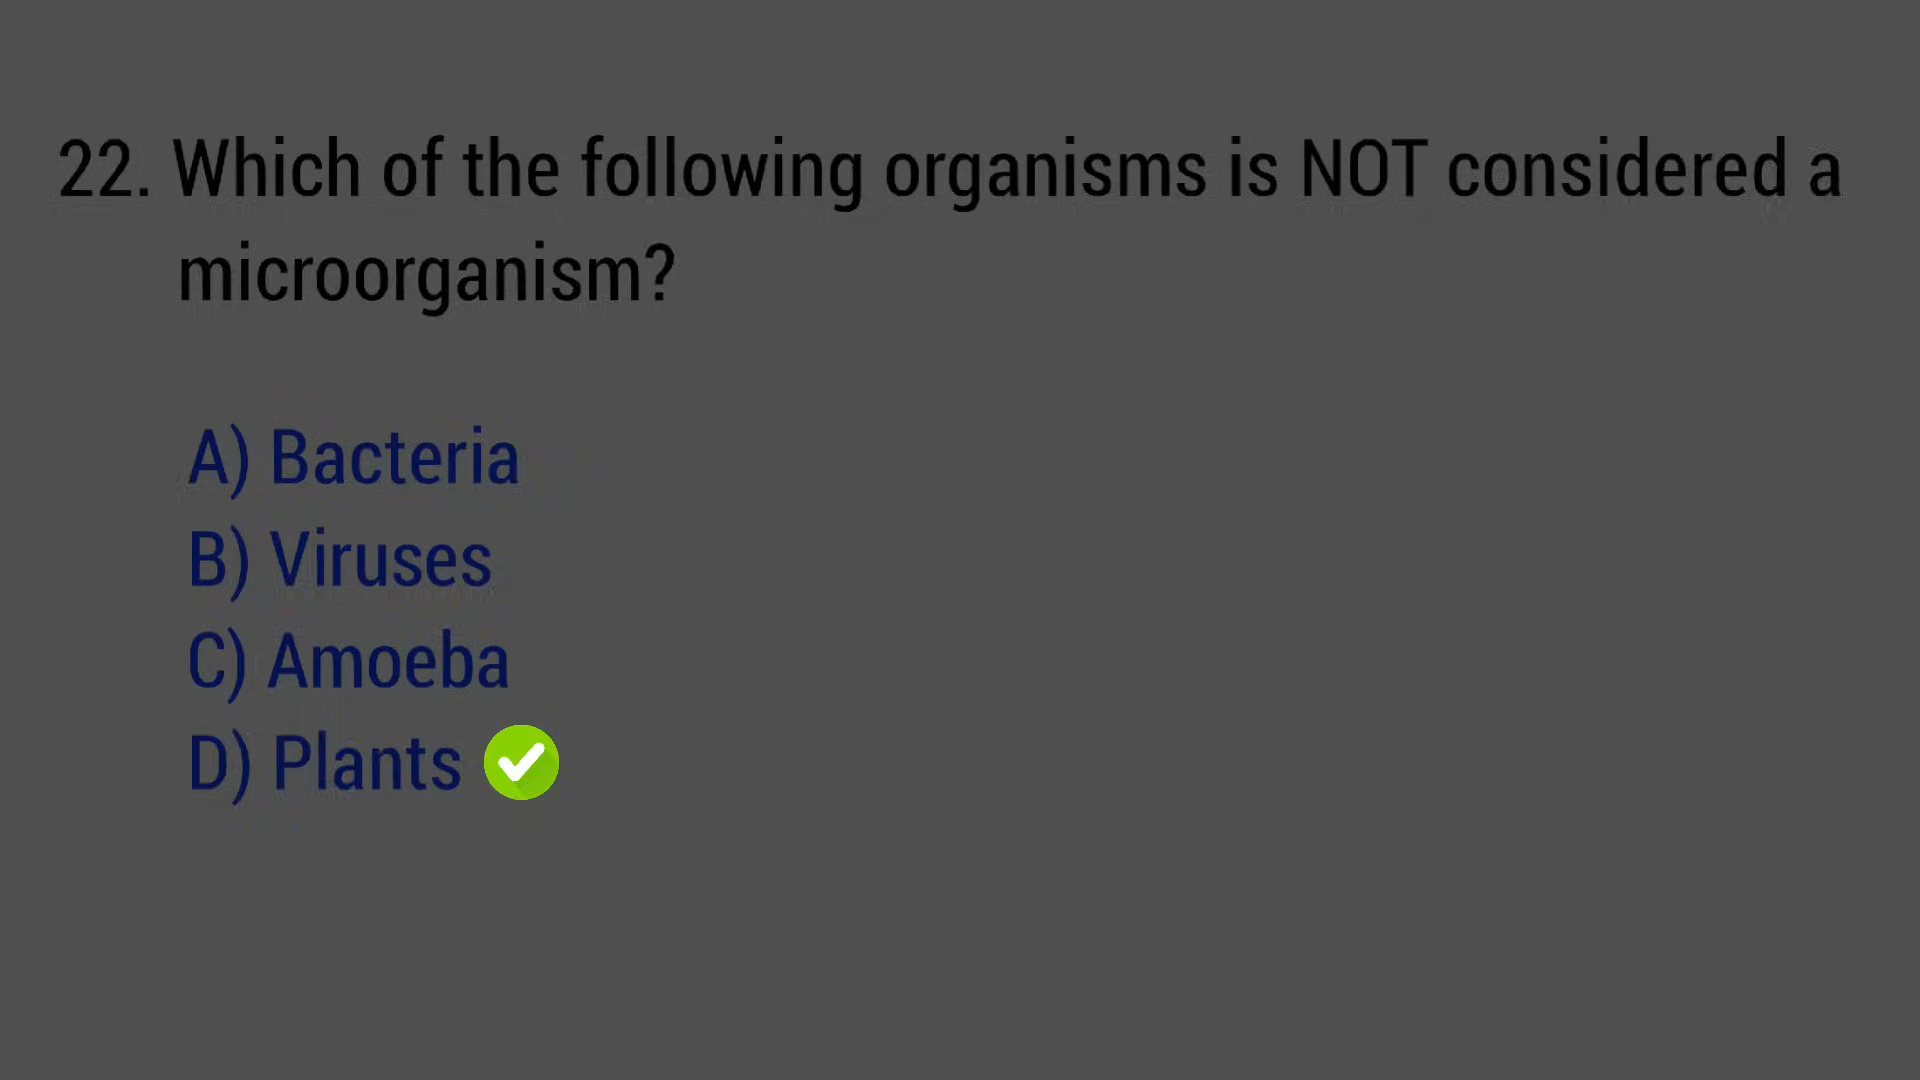 22. Which of the following organisms is NOT considered a
microorganism?
A) Bacteria
B) Viruses
C) Amoeba
D) Plants